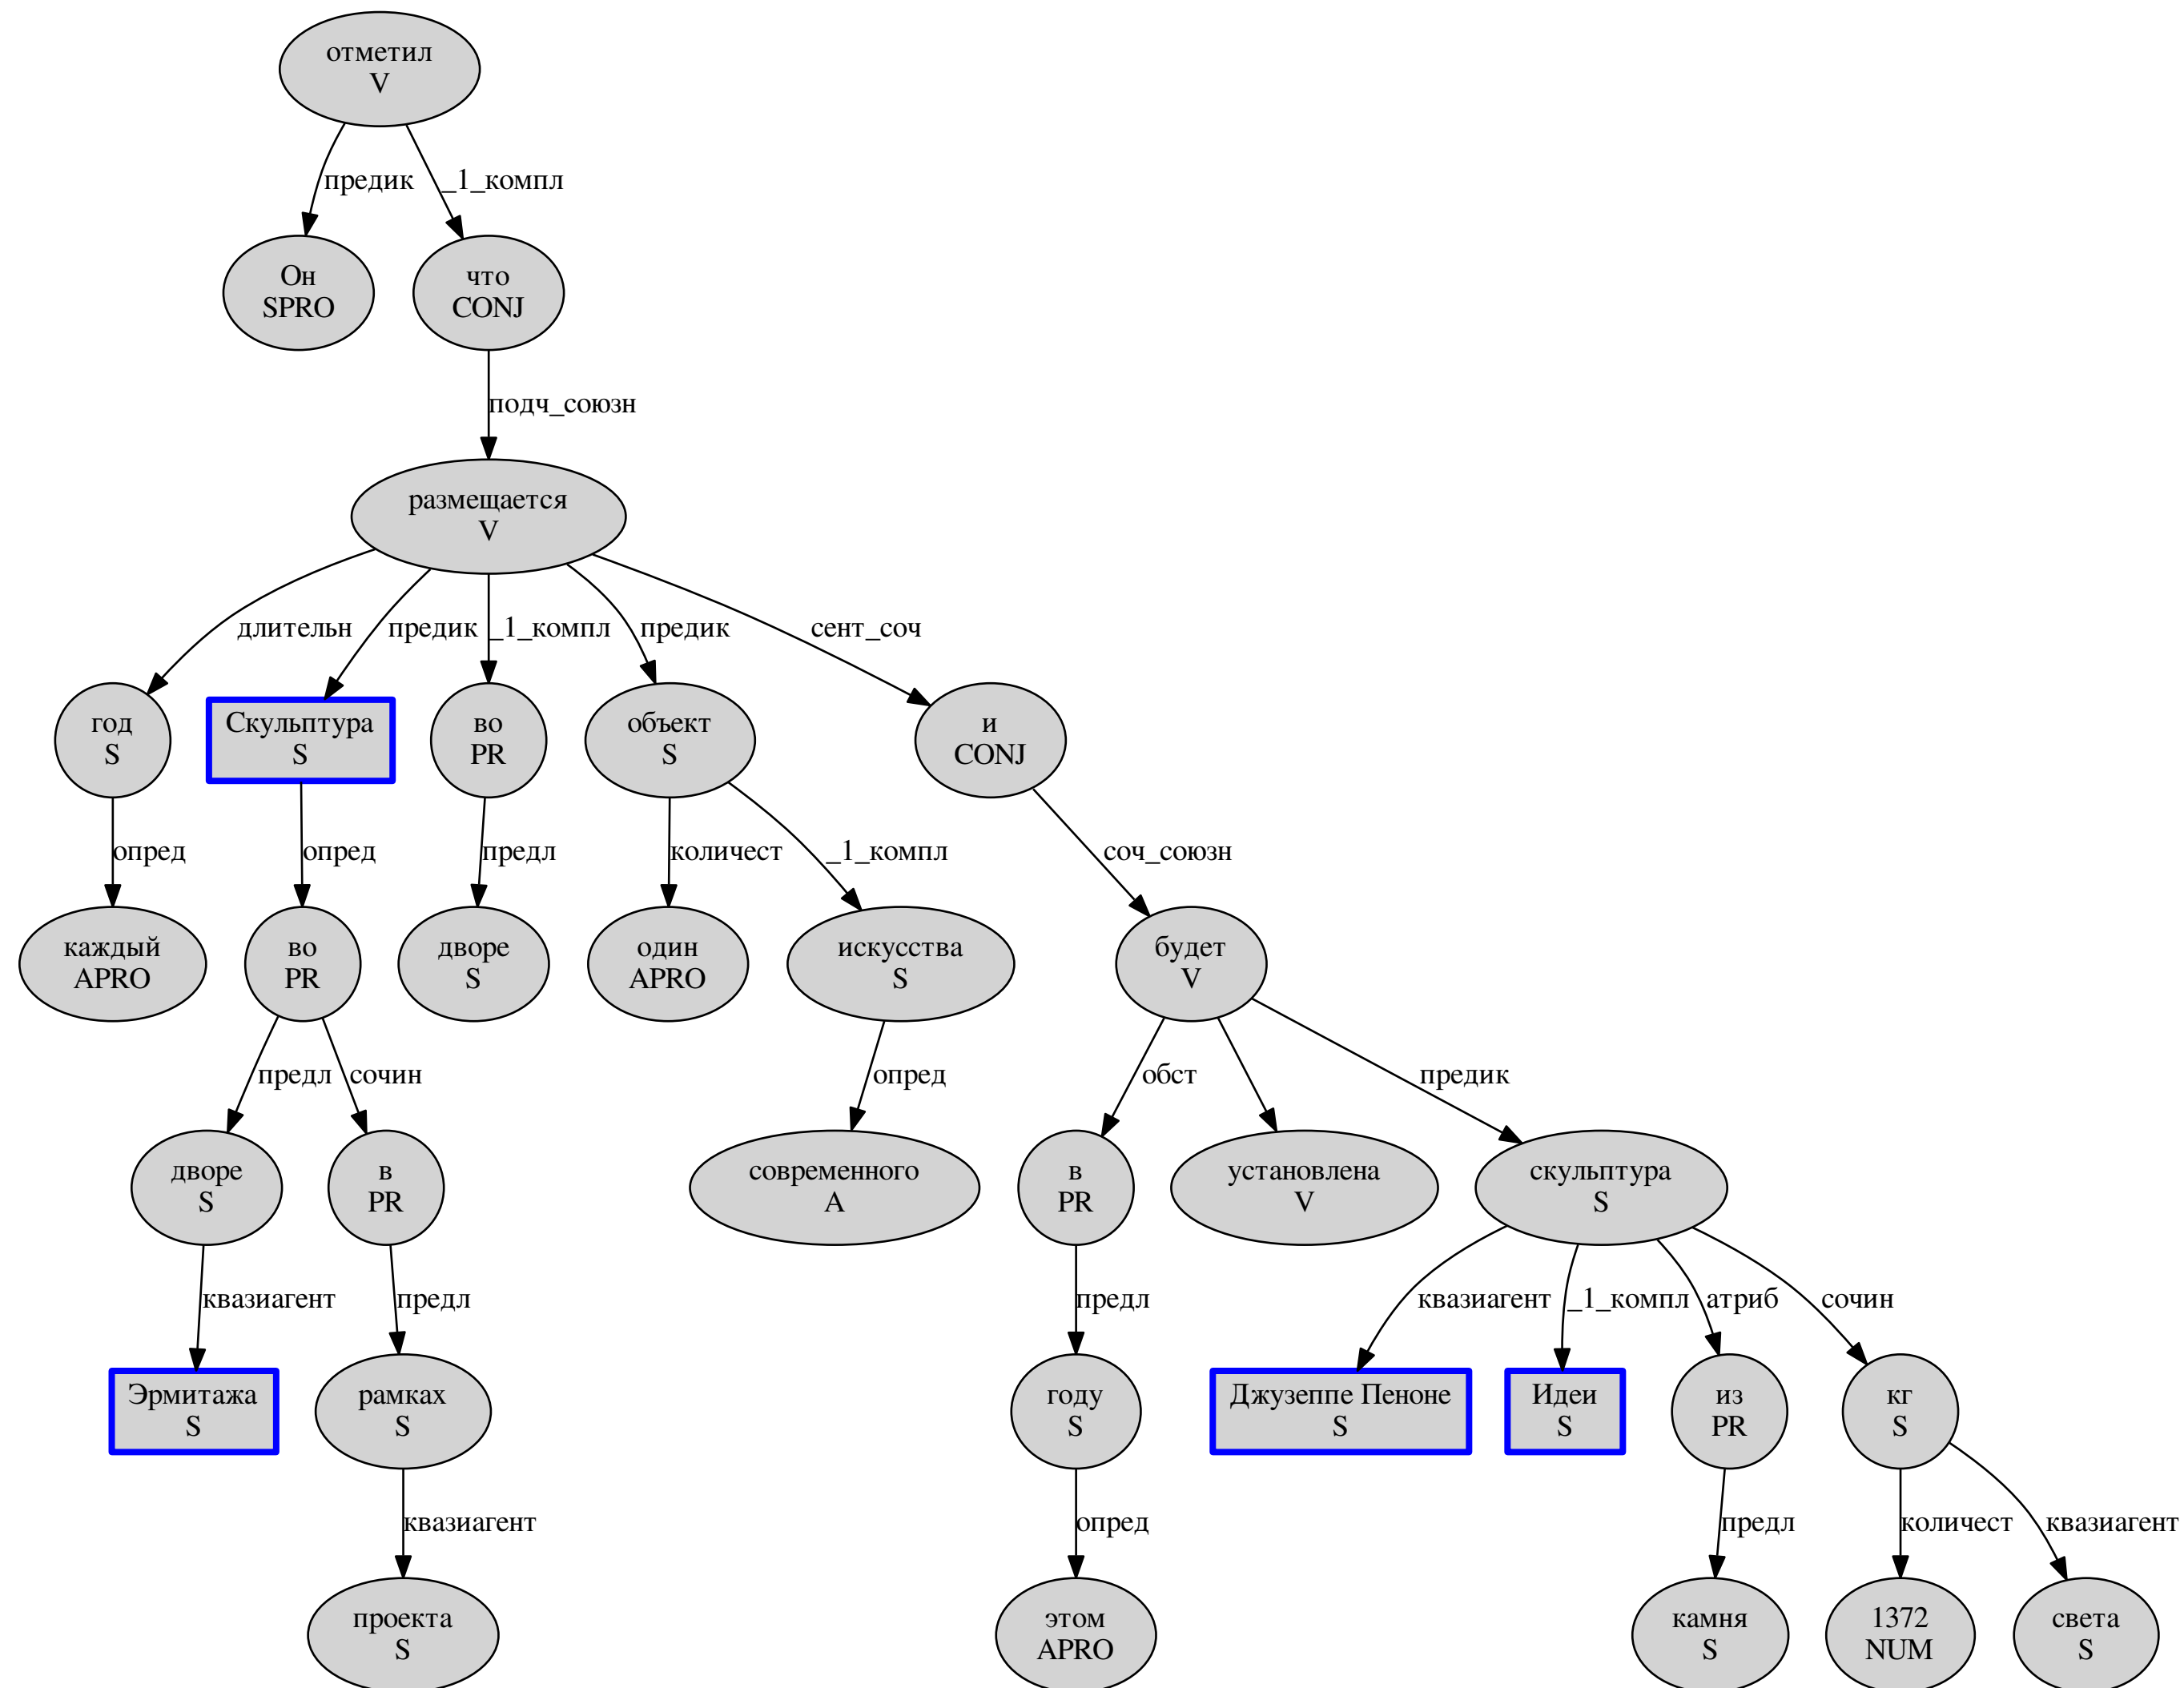 отметил
V
предик
_1_компл
Он
SPRO
что
CONJ
подч_союзн
размещается
V
длительн
предик
_1_компл
предик
сент_соч
год
S
Скульптура
S
во
PR
объект
S
и
CONJ
опред
опред
предл
количест
_1_компл
соч_союзн
каждый
APRO
во
PR
дворе
S
один
APRO
искусства
S
будет
V
предл
сочин
опред
обст
предик
дворе
S
в
PR
современного
A
в
PR
установлена
V
скульптура
S
квазиагент
предл
предл
квазиагент
_1_компл
атриб
сочин
Эрмитажа
S
рамках
S
году
S
Джузеппе Пеноне
S
Идеи
S
из
PR
кг
S
квазиагент
опред
предл
количест
квазиагент
проекта
S
этом
APRO
камня
S
1372
NUM
света
S